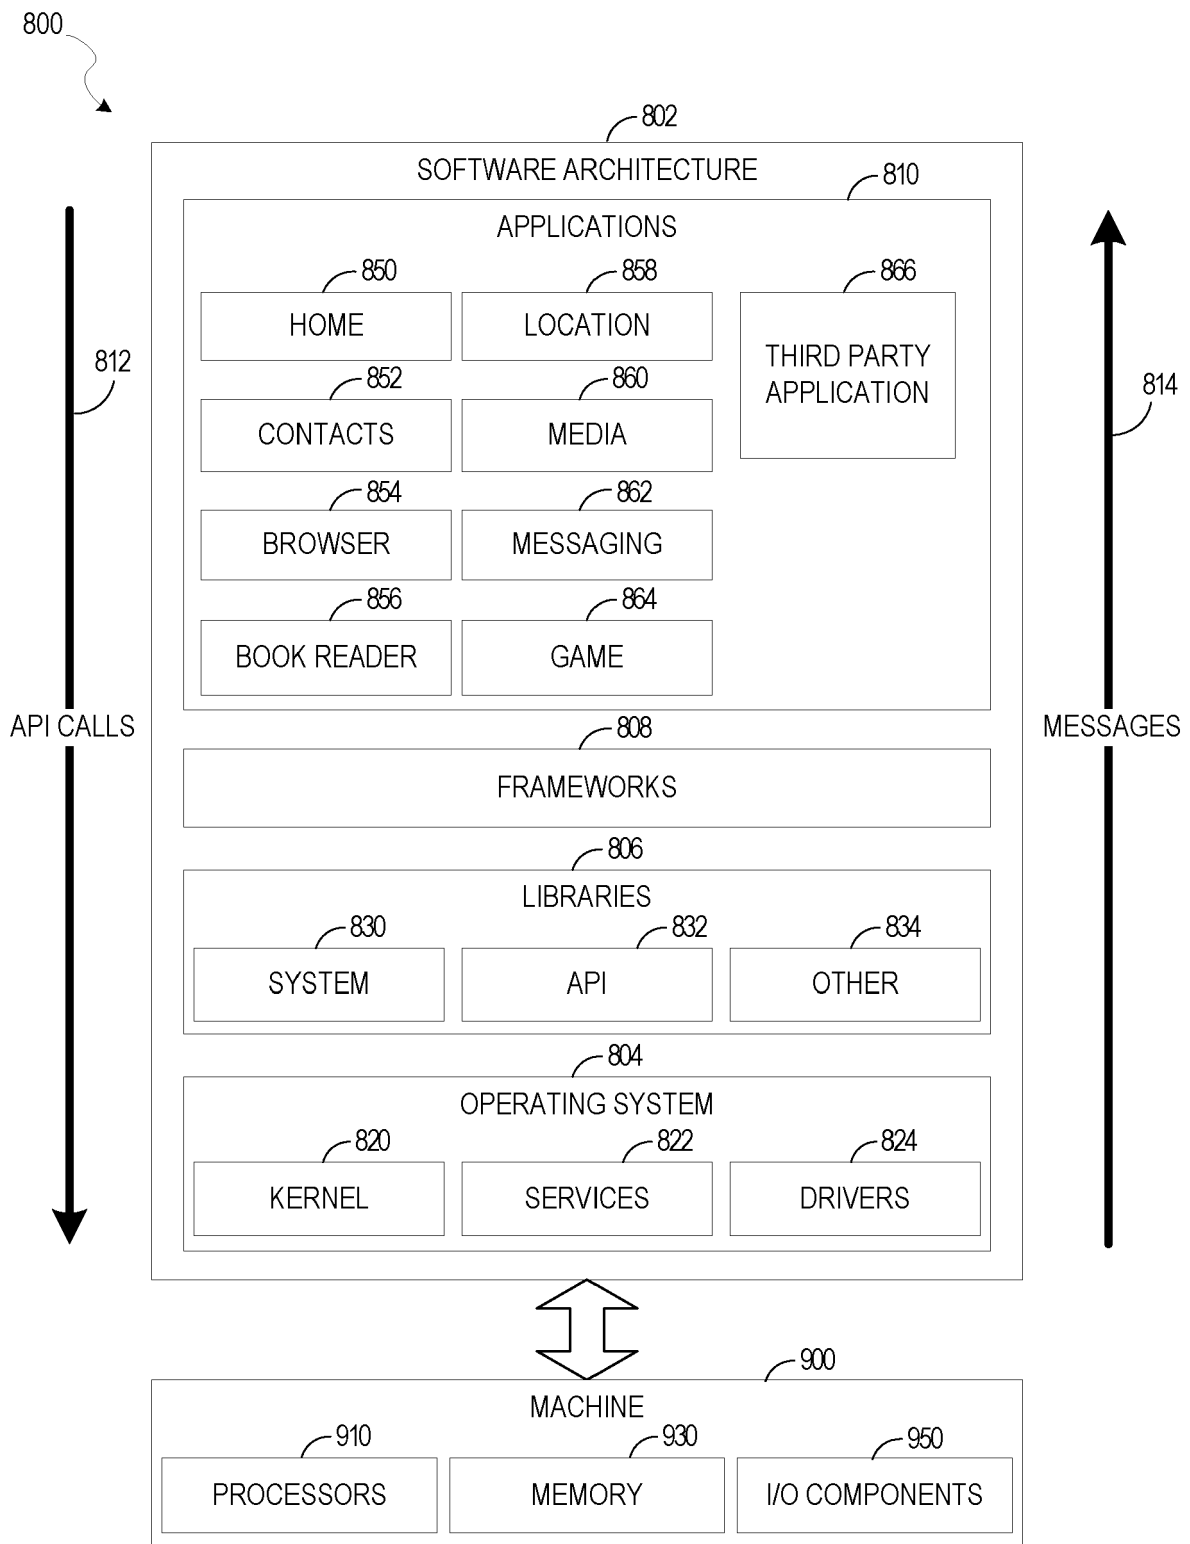 800
802
SOFTWARE ARCHITECTURE
810
APPLICATIONS
850
858
866
HOME
LOCATION
THIRD PARTY
APPLICATION
812
852
860
814
CONTACTS
MEDIA
854
862
BROWSER
MESSAGING
856
864
BOOK READER
GAME
API CALLS
MESSAGES
808
FRAMEWORKS
806
LIBRARIES
830
832
834
SYSTEM
API
OTHER
804
OPERATING SYSTEM
820
822
824
KERNEL
SERVICES
DRIVERS
900
MACHINE
910
930
950
PROCESSORS
MEMORY
I/O COMPONENTS